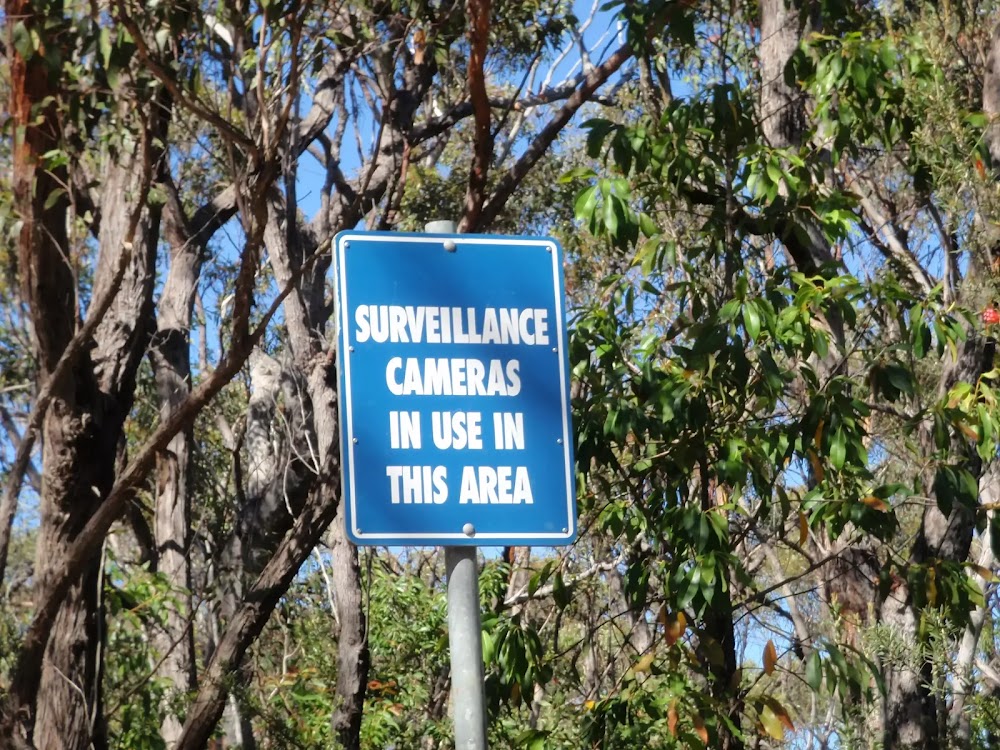 SURVEILLANCE
CAMERAS
IN USE IN
THIS AREA